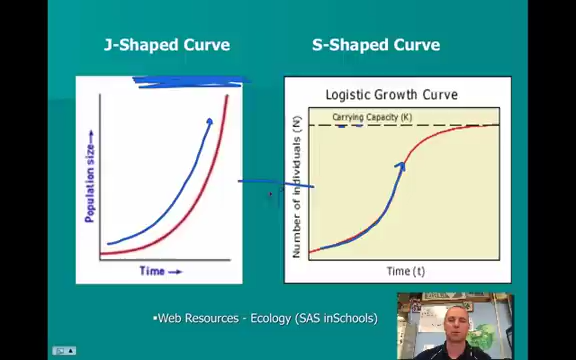 J-Shaped Curve
S-Shaped Curve
Population size
Time
Logistic Growth Curve
Carrying Capacity (K)
Number of individuals (N)
Time (t)
▪Web Resources - Ecology (SAS inSchools)